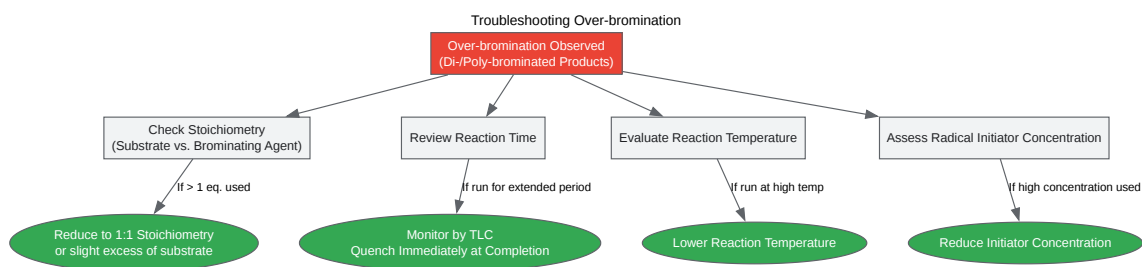 Troubleshooting Over-bromination
Over-bromination Observed
(Di-/Poly-brominated Products)
Check Stoichiometry
(Substrate vs. Brominating Agent)
Review Reaction Time
Evaluate Reaction Temperature
Assess Radical Initiator Concentration
If > 1 eq. used
If run for extended period
If run at high temp
If high concentration used
Reduce to 1:1 Stoichiometry
or slight excess of substrate
Monitor by TLC
Quench Immediately at Completion
Lower Reaction Temperature
Reduce Initiator Concentration